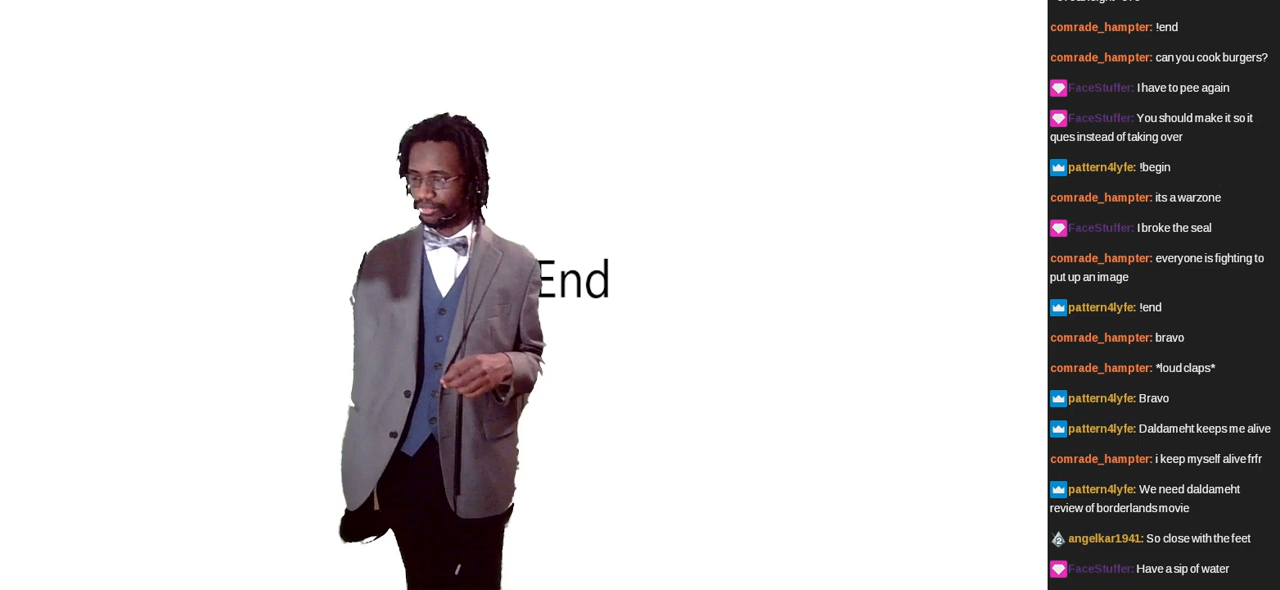 End
comrade_hampter: !end
comrade_hampter: can you cook burgers?
FaceStuffer: I have to pee again
FaceStuffer: You should make it so it
ques instead of taking over
pattern4lyfe: !begin
comrade_hampter: its a warzone
FaceStuffer: I broke the seal
comrade_hampter: everyone is fighting to
put up an image
pattern4lyfe: !end
comrade_hampter: bravo
comrade_hampter: *loud claps*
pattern4lyfe: Bravo
pattern4lyfe: Daldameht keeps me alive
comrade_hampter: i keep myself alive frfr
pattern4lyfe: We need daldameht
review of borderlands movie
2 angelkar1941: So close with the feet
FaceStuffer: Have a sip of water